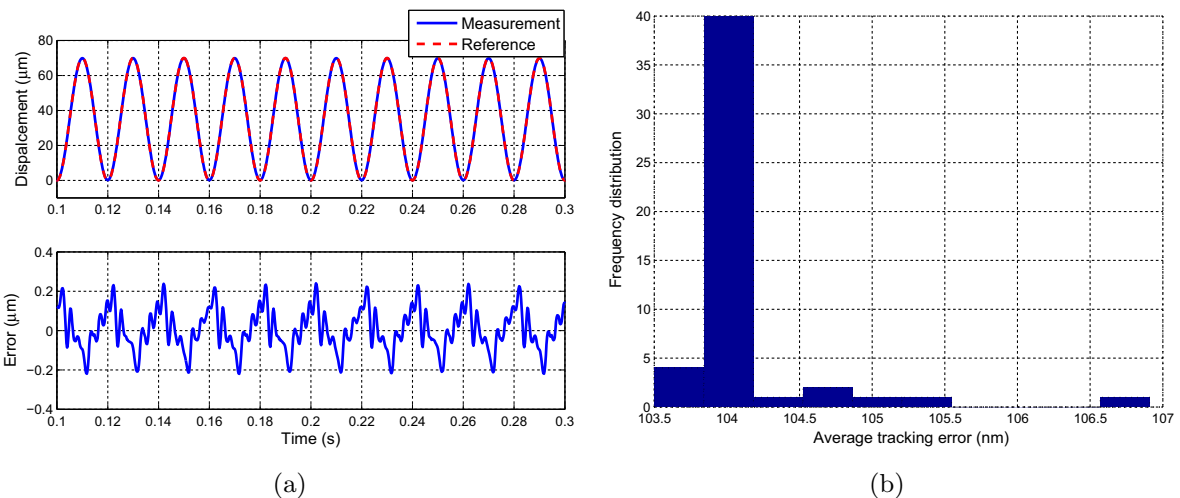 Measurement
Reference
80
60
40
20
0
Dispalcement (μm)
0.1 0.12 0.14 0.16 0.18 0.2 0.22 0.24 0.26 0.28 0.3
0.4
0.2
0
−0.2
−0.4
Error (μm)
0.1 0.12 0.14 0.16 0.18 0.2 0.22 0.24 0.26 0.28 0.3
Time (s)
(a)
40
35
30
25
20
15
10
5
0
Frequency distribution
103.5 104 104.5 105 105.5 106 106.5 107
Average tracking error (nm)
(b)